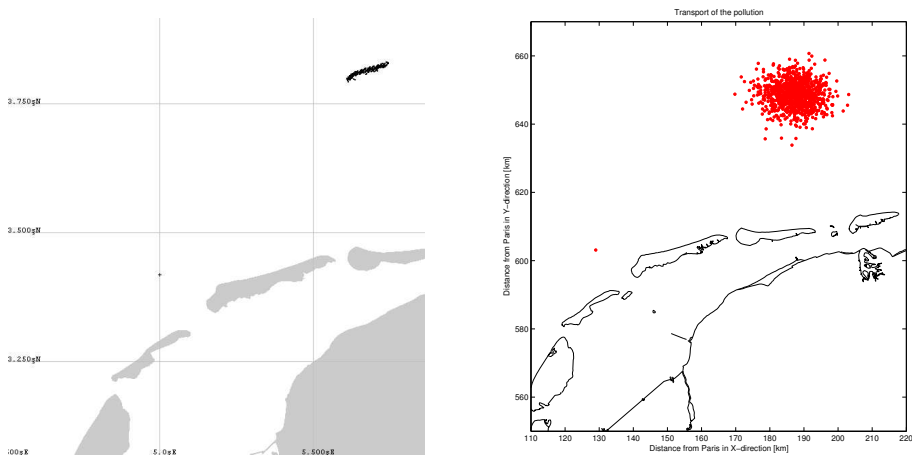 3.750gN
3.500gN
3.250gN
5.0gE
5.500gE
Transport of the pollution
Distance from Paris in Y-direction [km]
660
640
620
600
580
560
110 120 130 140 150 160 170 180 190 200 210 220
Distance from Paris in X-direction [km]